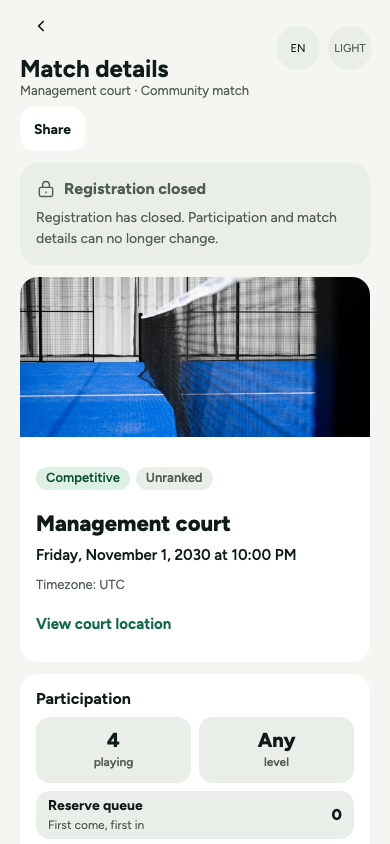 EN
LIGHT
Match details
Management court · Community match
Share
Registration closed
Registration has closed. Participation and match
details can no longer change.
Competitive
Unranked
Management court
Friday, November 1, 2030 at 10:00 PM
Timezone: UTC
View court location
Participation
4
playing
Any
level
Reserve queue
First come, first in
0